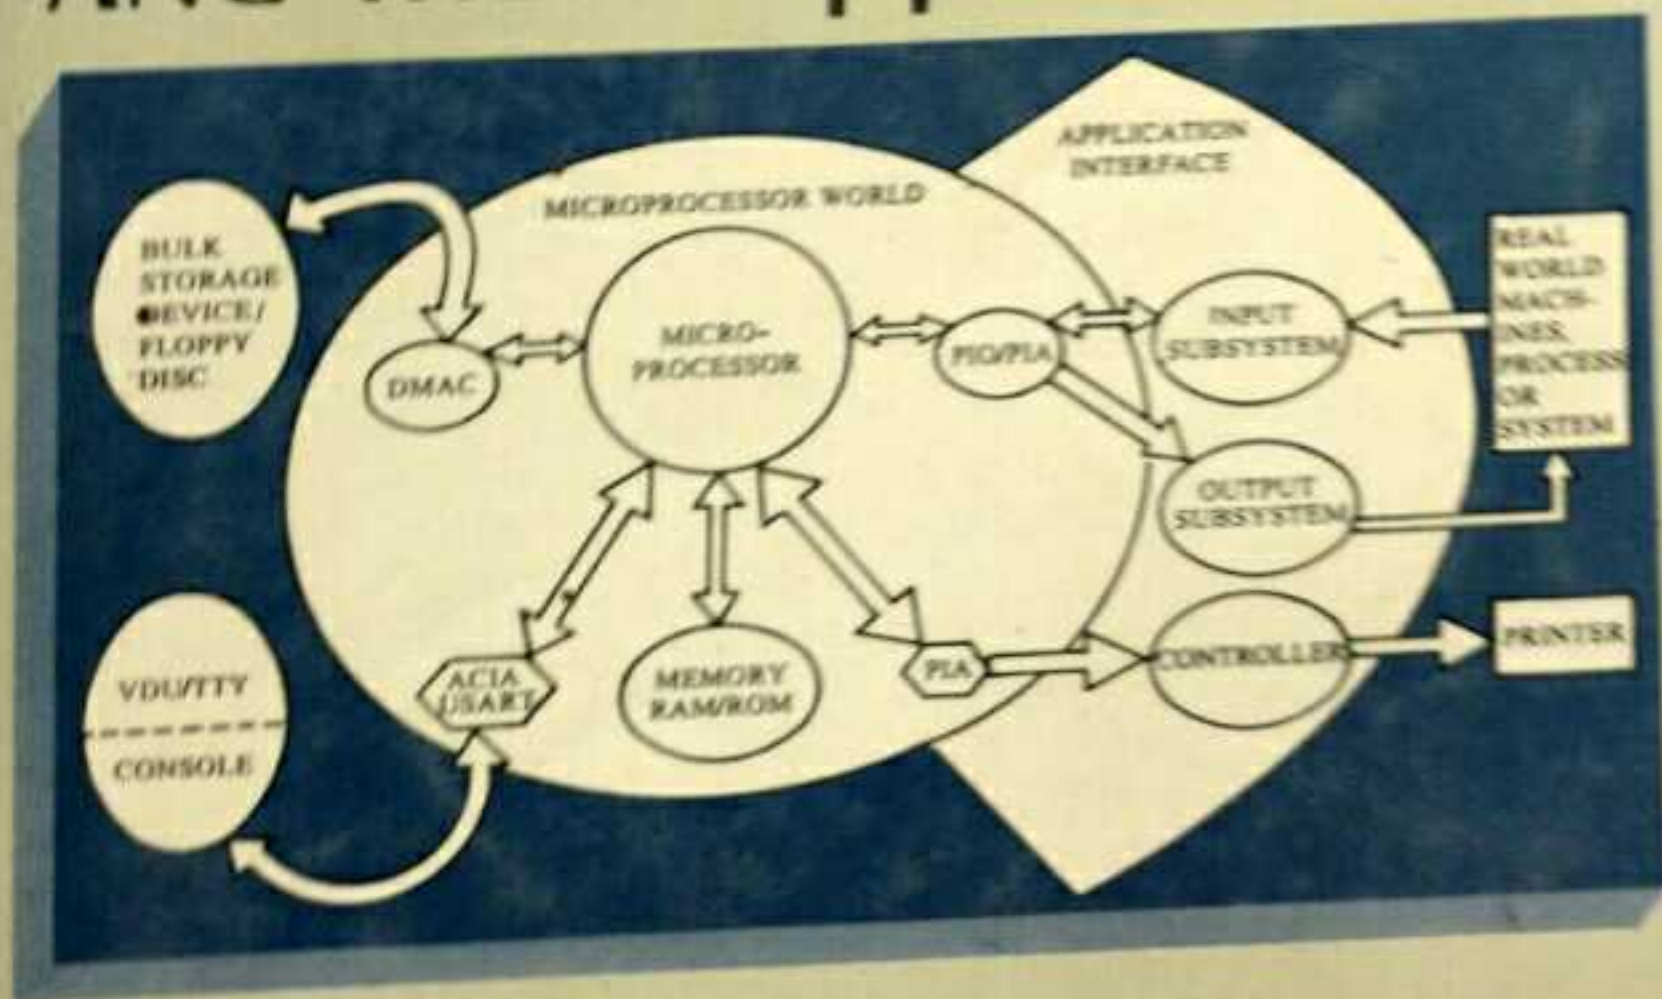 APPLICATION
INTERFACE
MICROPROCESSOR WORLD
BULK
STORAGE
DEVICE/
FLOPPY
DISC
DMAC
MICRO-
PROCESSOR
PIO/PIA
INPUT
SUBSYSTEM
REAL
WORLD
MACH-
INES,
PROCESS
OR
SYSTEM
OUTPUT
SUBSYSTEM
VDU/TTY
CONSOLE
ACIA
USART
MEMORY
RAM/ROM
PIA
CONTROLLER
PRINTER